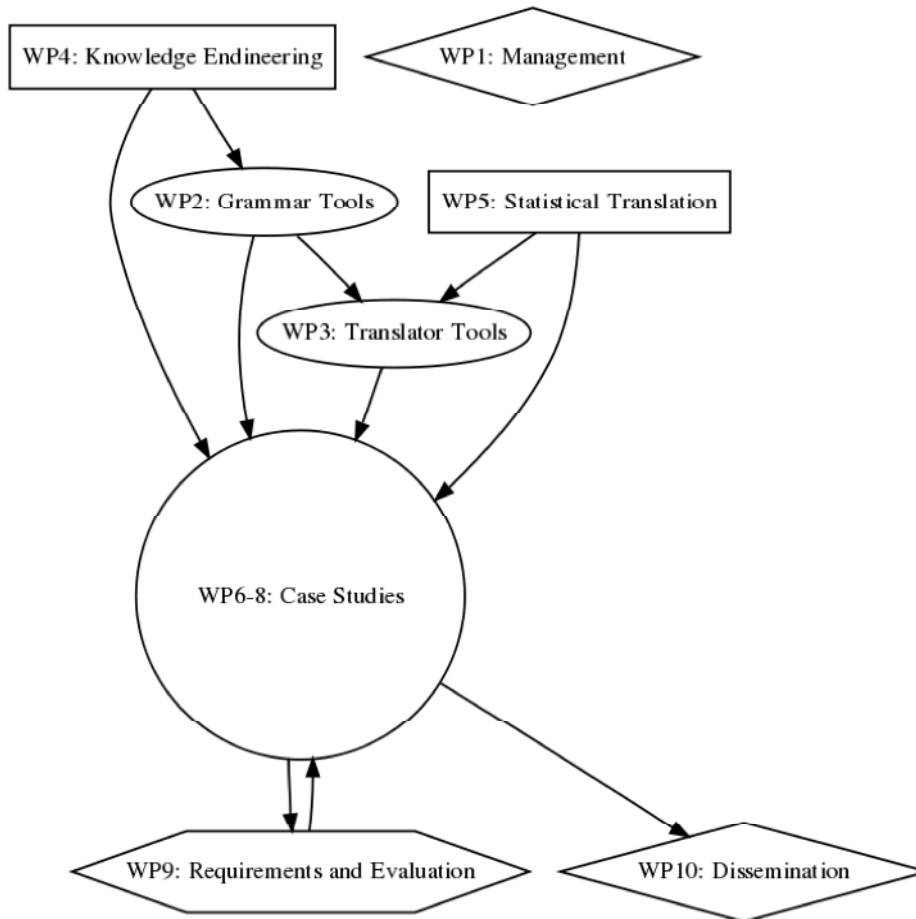 WP4: Knowledge Endineering
WP1: Management
WP2: Grammar Tools
WP5: Statistical Translation
WP3: Translator Tools
WP6-8: Case Studies
WP9: Requirements and Evaluation
WP10: Dissemination